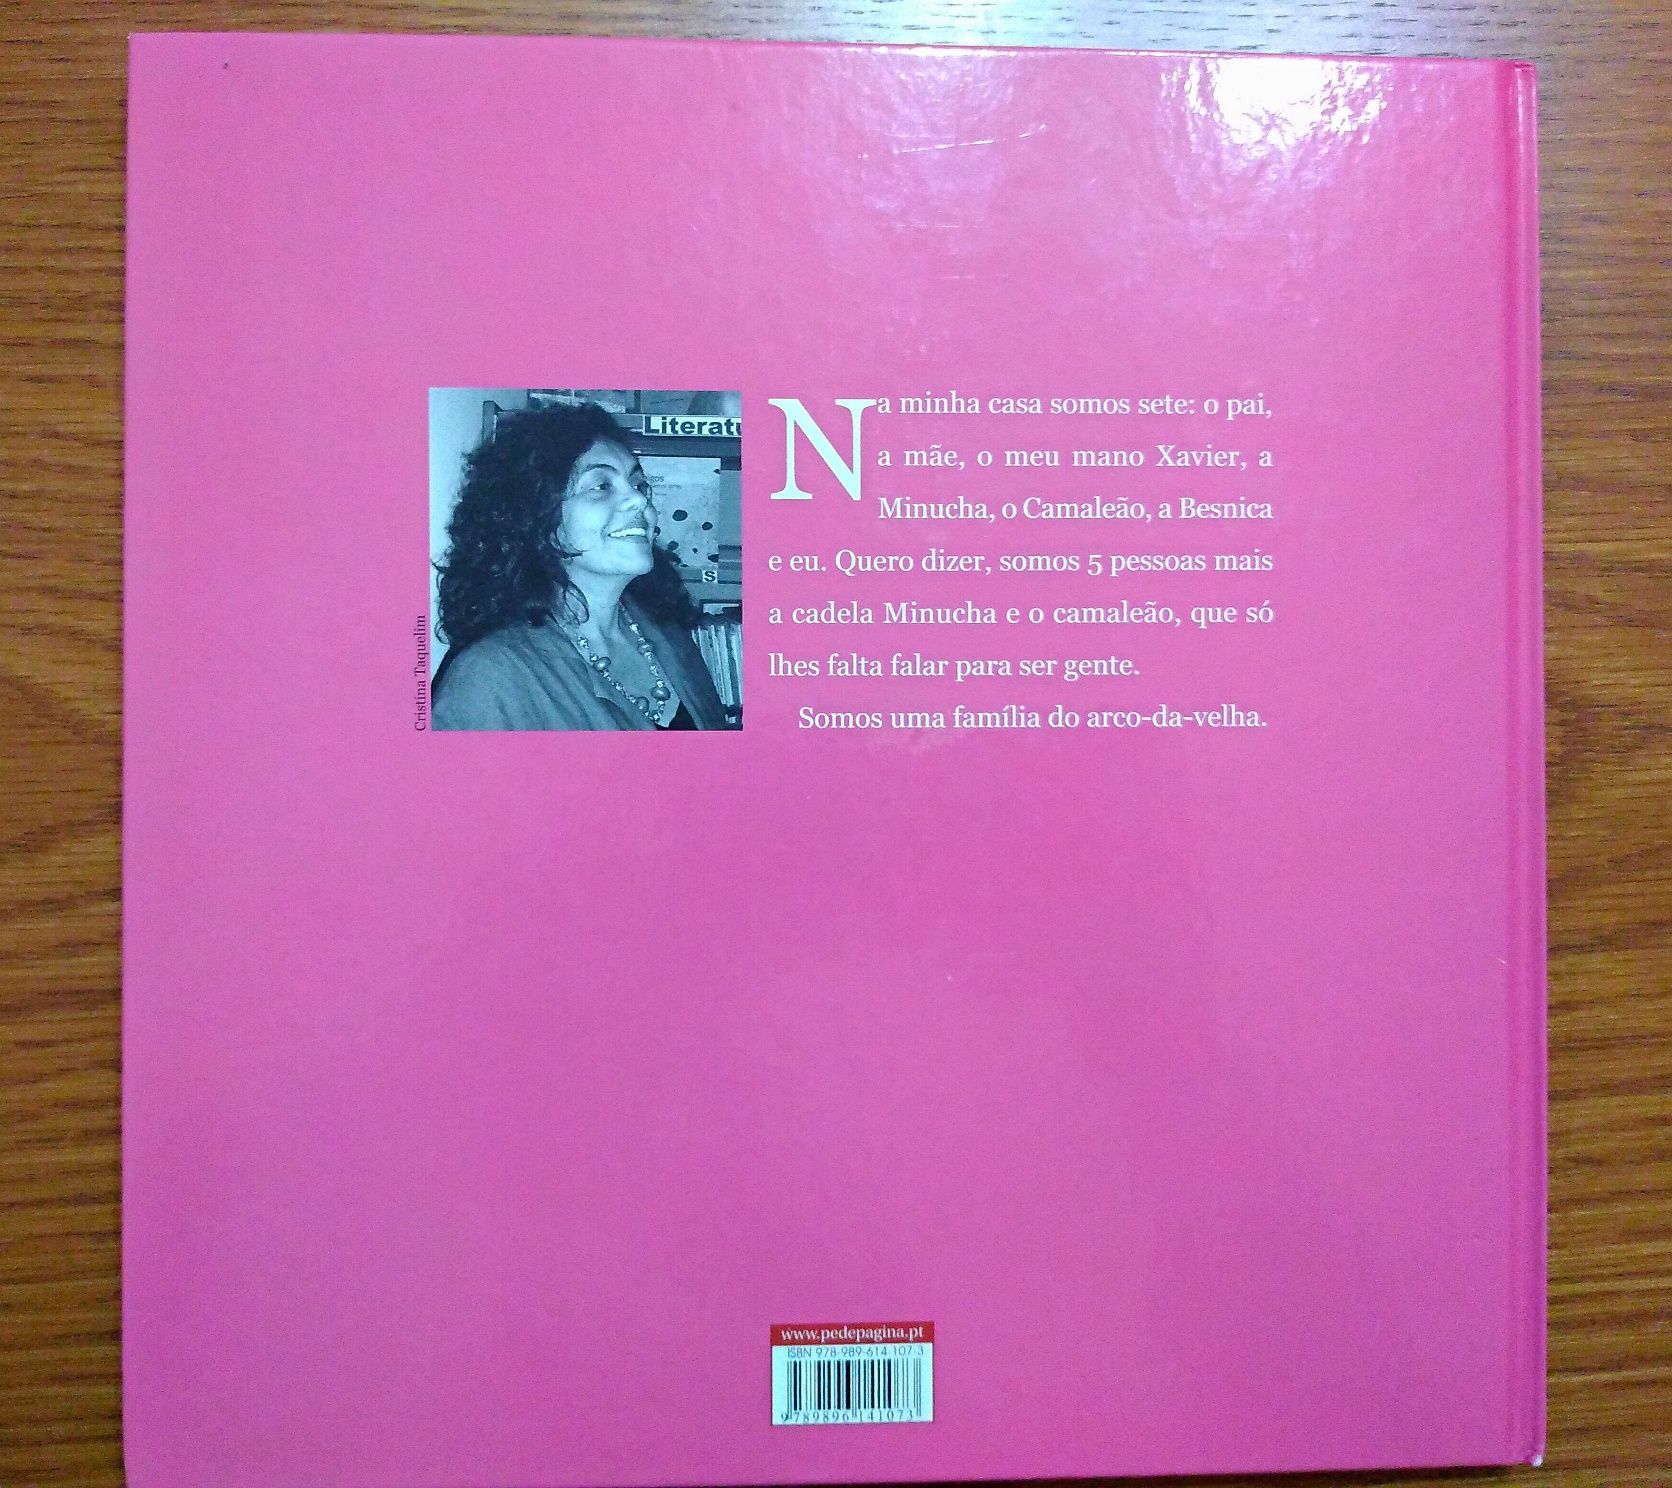 Literatu
S
Cristina Taquelim
Na minha casa somos sete: o pai,
a mãe, o meu mano Xavier, a
Minucha, o Camaleão, a Besnica
e eu. Quero dizer, somos 5 pessoas mais
a cadela Minucha e o camaleão, que só
lhes falta falar para ser gente.
Somos uma família do arco-da-velha.
www.pedepagina.pt
ISBN 978-989-614-107-3
9789896141073